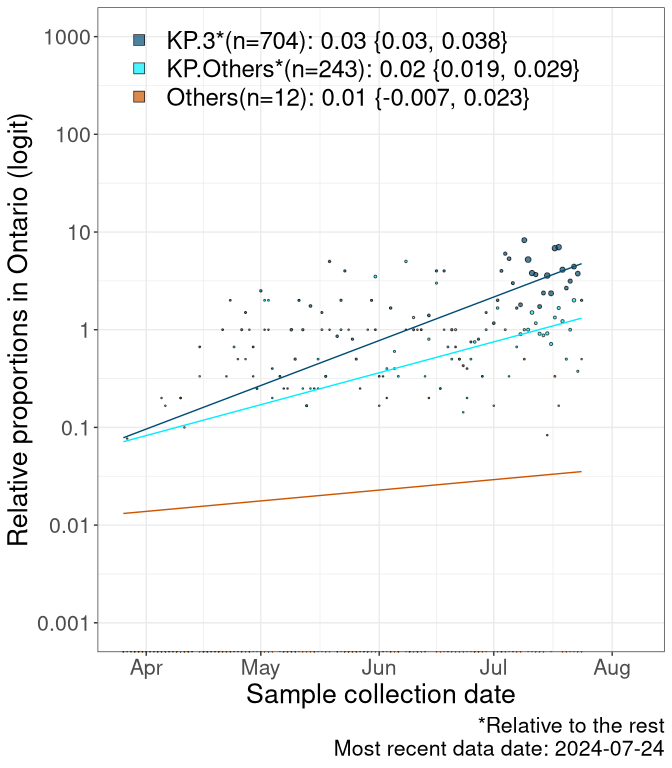 KP.3*(n=704): 0.03 {0.03, 0.038}
KP.Others*(n=243): 0.02 {0.019, 0.029}
Others(n=12): 0.01 {-0.007, 0.023}
Relative proportions in Ontario (logit)
1000
100
10
1
0.1
0.01
0.001
Apr May Jun Jul Aug
Sample collection date
*Relative to the rest
Most recent data date: 2024-07-24